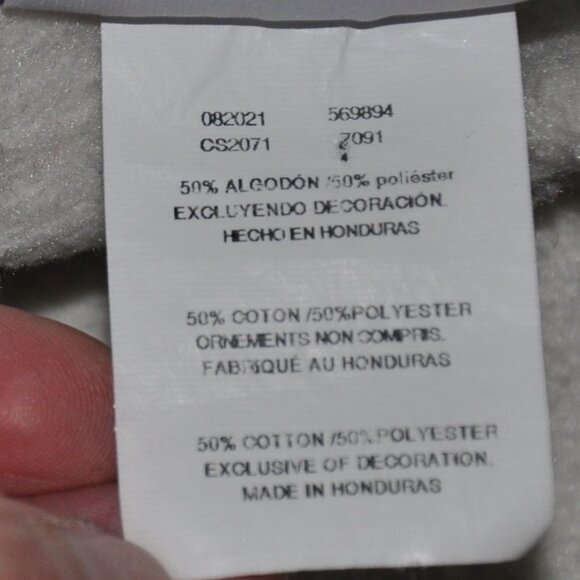 082021 569894
CS2071 7091
50% ALGODÓN /50% poliéster
EXCLUYENDO DECORACIÓN.
HECHO EN HONDURAS
50% COTON /50%POLYESTER
ORNEMENTS NON COMPRIS.
FABRIQUÉ AU HONDURAS
50% COTTON /50%POLYESTER
EXCLUSIVE OF DECORATION.
MADE IN HONDURAS